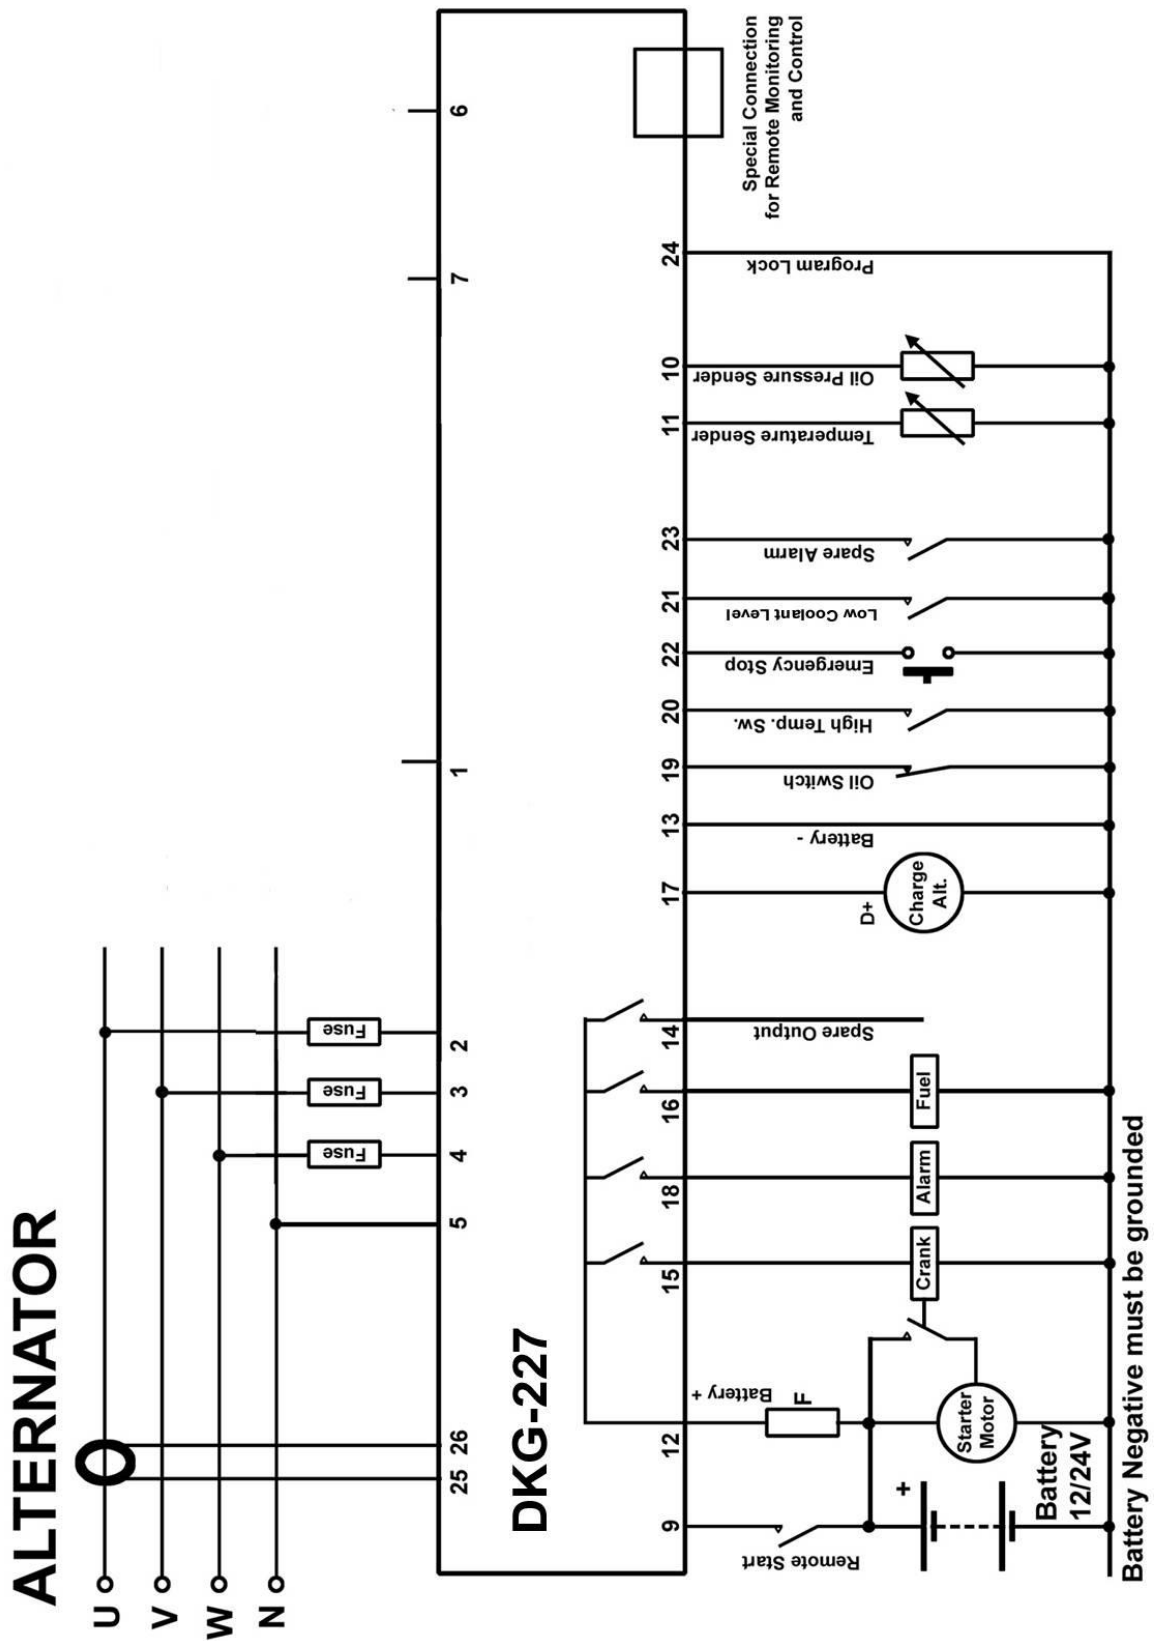 ALTERNATOR
U
V
W
N
25
26
5
4
3
2
1
7
6
Fuse
Fuse
Fuse
DKG-227
9
12
15
18
16
14
17
13
19
20
22
21
23
11
10
24
Remote Start
Battery +
Spare Output
Battery -
Oil Switch
High Temp. Sw.
Emergency Stop
Low Coolant Level
Spare Alarm
Temperature Sender
Oil Pressure Sender
Program Lock
Special Connection
for Remote Monitoring
and Control
F
+
Starter
Motor
Crank
Alarm
Fuel
D+
Charge
Alt.
Battery
12/24V
Battery Negative must be grounded